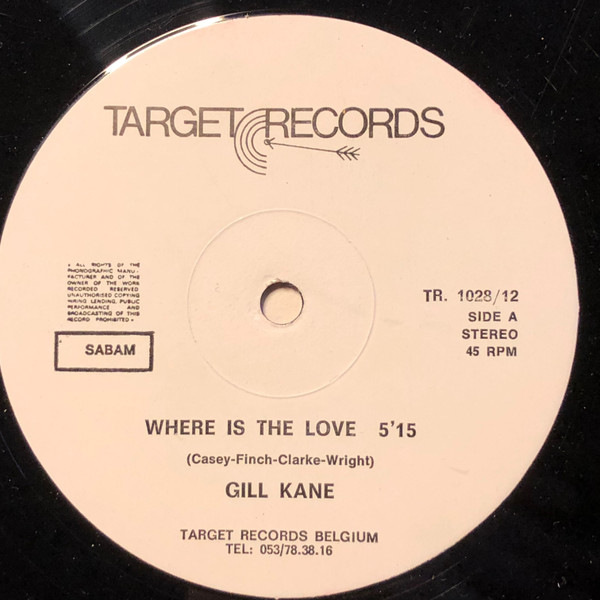 TARGET RECORDS
• ALL RIGHTS OF THE
PHONOGRAPHIC MANU-
FACTURER AND OF THE
OWNER OF THE WORK
RECORDED RESERVED
UNAUTHORISED COPYING
HIRING LENDING, PUBLIC
PERFORMANCE AND
BROADCASTING OF THIS
RECORD PROHIBITED •
SABAM
TR. 1028/12
SIDE A
STEREO
45 RPM
WHERE IS THE LOVE 5'15
(Casey-Finch-Clarke-Wright)
GILL KANE
TARGET RECORDS BELGIUM
TEL: 053/78.38.16